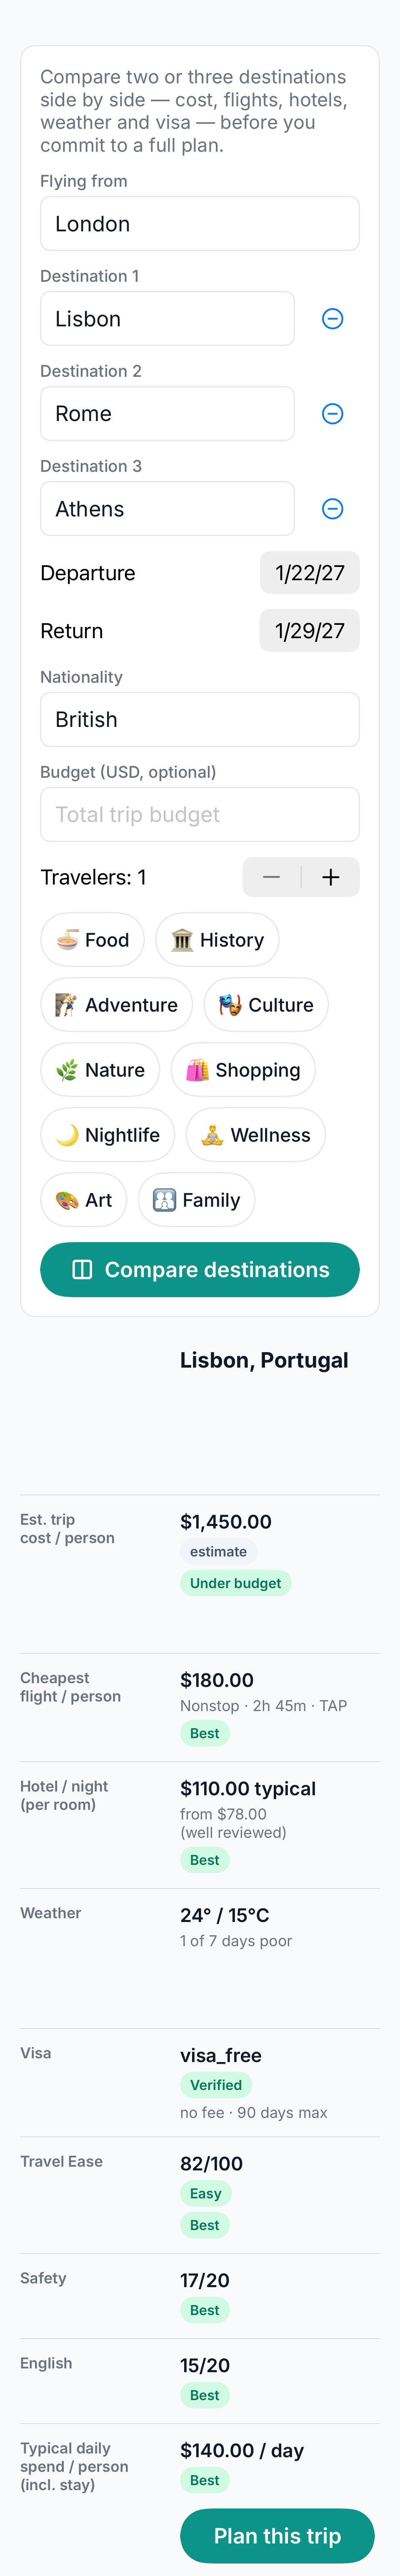 Compare two or three destinations
side by side — cost, flights, hotels,
weather and visa — before you
commit to a full plan.
Flying from
London
Destination 1
Lisbon
Destination 2
Rome
Destination 3
Athens
Departure
1/22/27
Return
1/29/27
Nationality
British
Budget (USD, optional)
Total trip budget
Travelers: 1
Food
History
Adventure
Culture
Nature
Shopping
Nightlife
Wellness
Art
Family
Compare destinations
Lisbon, Portugal
Est. trip
cost / person
$1,450.00
estimate
Under budget
Cheapest
flight / person
$180.00
Nonstop · 2h 45m · TAP
Best
Hotel / night
(per room)
$110.00 typical
from $78.00
(well reviewed)
Best
Weather
24° / 15°C
1 of 7 days poor
Visa
visa_free
Verified
no fee · 90 days max
Travel Ease
82/100
Easy
Best
Safety
17/20
Best
English
15/20
Best
Typical daily
spend / person
(incl. stay)
$140.00 / day
Best
Plan this trip